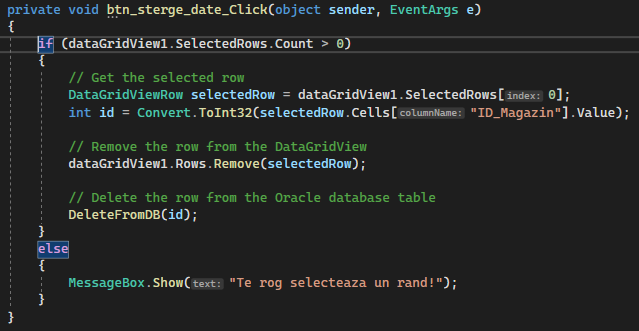 private void btn_sterge_date_Click(object sender, EventArgs e)
{
if (dataGridView1.SelectedRows.Count > 0)
{
// Get the selected row
DataGridViewRow selectedRow = dataGridView1.SelectedRows[index: 0];
int id = Convert.ToInt32(selectedRow.Cells[columnName: "ID_Magazin"].Value);
// Remove the row from the DataGridView
dataGridView1.Rows.Remove(selectedRow);
// Delete the row from the Oracle database table
DeleteFromDB(id);
}
else
{
MessageBox.Show(text: "Te rog selecteaza un rand!");
}
}